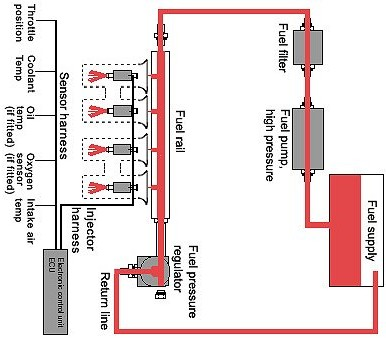 Throttle
position
Coolant
Temp
Oil
temp
(if fitted)
Oxygen
sensor
(if fitted)
Intake air
temp
Sensor harness
Injector
harness
Electronic control unit
ECU
Fuel rail
Fuel pressure
regulator
Return line
Fuel filter
Fuel pump,
high pressure
Fuel supply